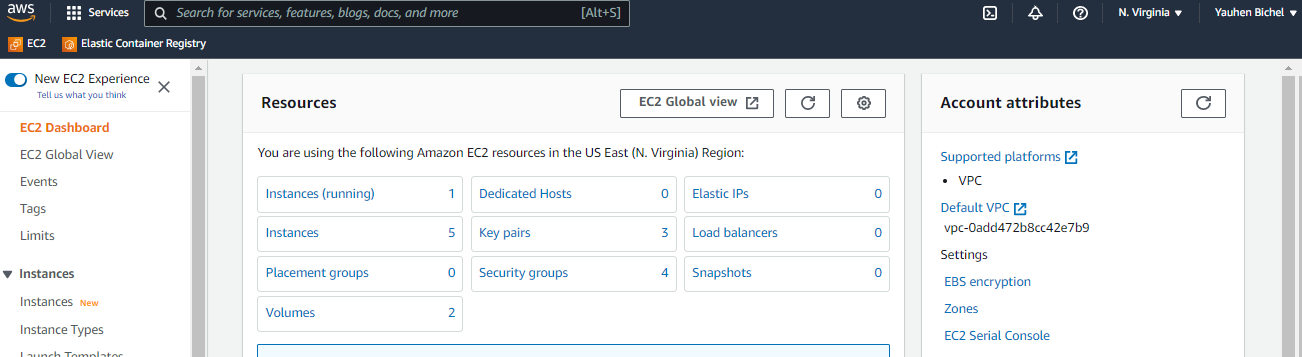 aws
Services
Search for services, features, blogs, docs, and more
[Alt+S]
N. Virginia
Yauhen Bichel
EC2
Elastic Container Registry
New EC2 Experience
Tell us what you think
EC2 Dashboard
EC2 Global View
Events
Tags
Limits
Instances
Instances New
Instance Types
Launch Templates
Resources
EC2 Global view
You are using the following Amazon EC2 resources in the US East (N. Virginia) Region:
Instances (running) 1
Dedicated Hosts 0
Elastic IPs 0
Instances 5
Key pairs 3
Load balancers 0
Placement groups 0
Security groups 4
Snapshots 0
Volumes 2
Account attributes
Supported platforms
• VPC
Default VPC
vpc-0add472b8cc42e7b9
Settings
EBS encryption
Zones
EC2 Serial Console